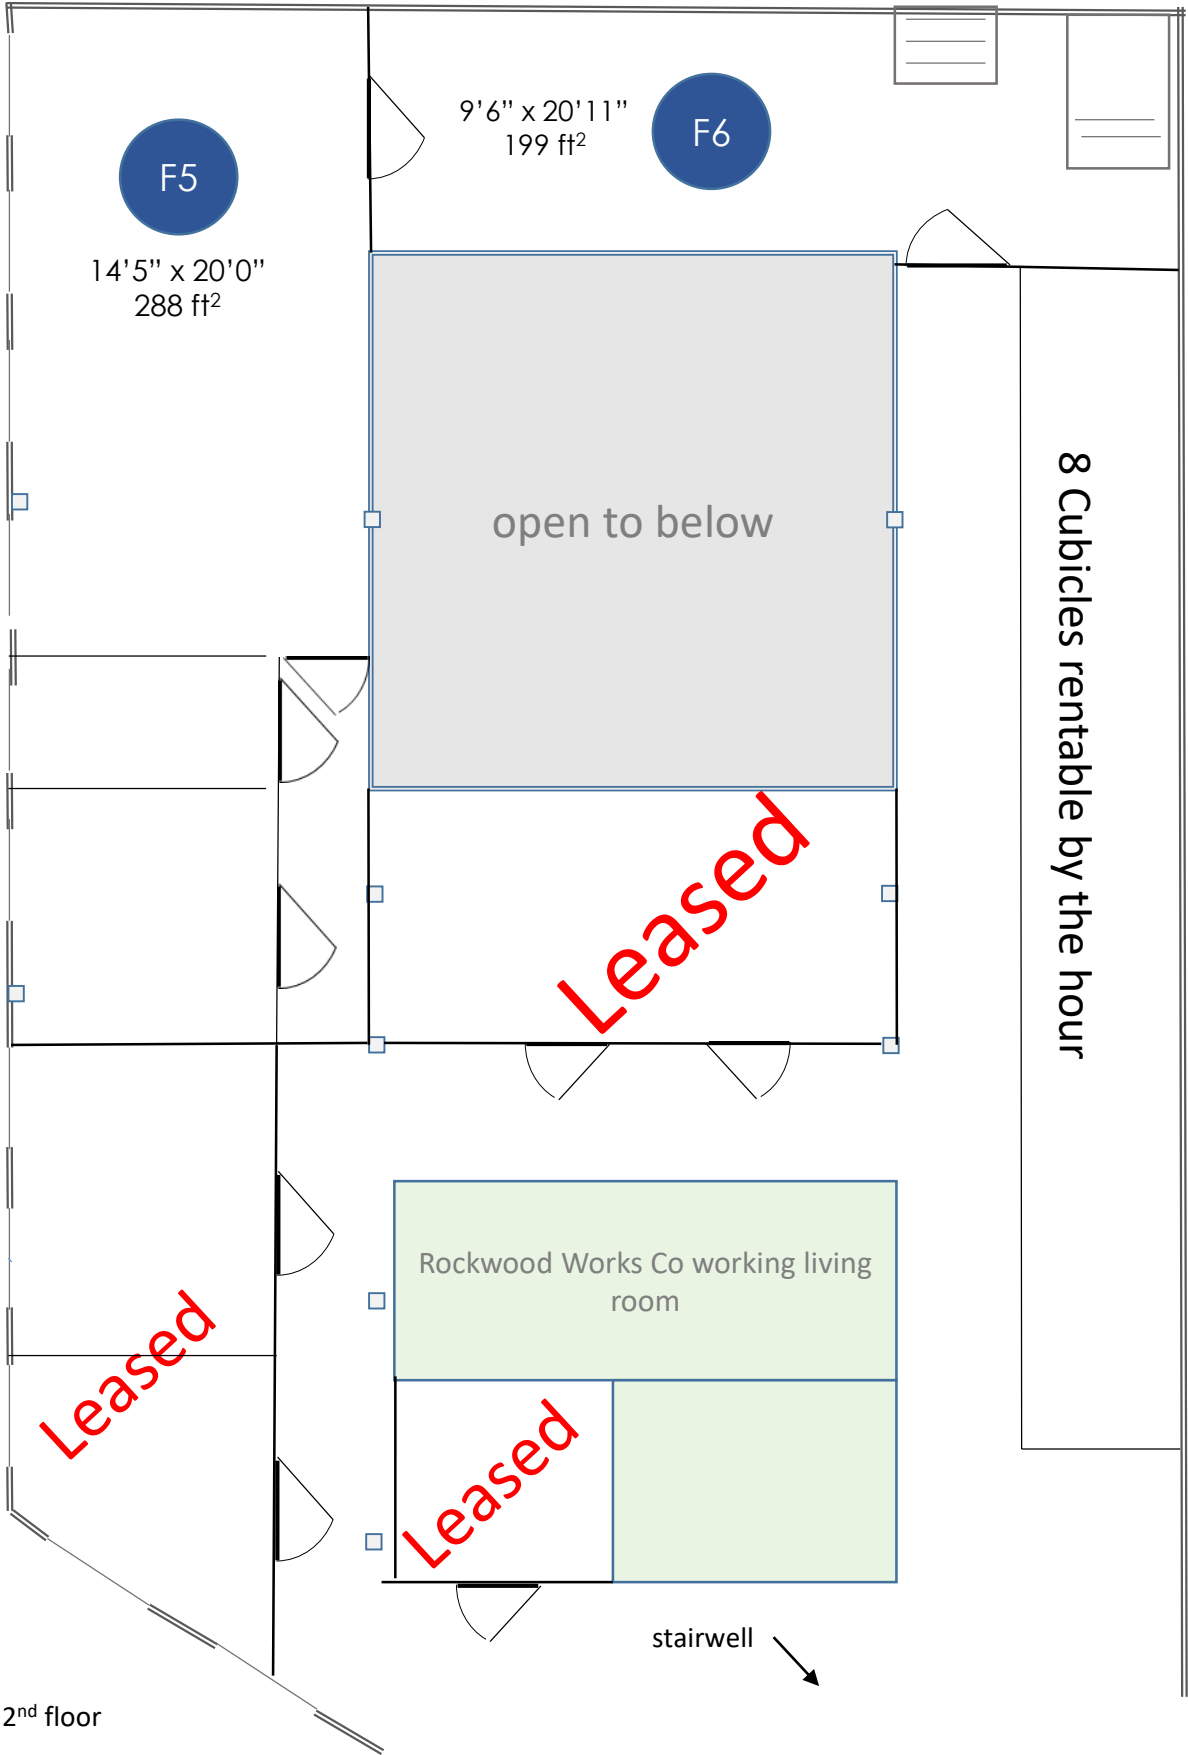 9’6” x 20’11”
199 ft²
F6
F5
14’5” x 20’0”
288 ft²
open to below
8 Cubicles rentable by the hour
Leased
Rockwood Works Co working living
room
Leased
Leased
stairwell
2nd floor